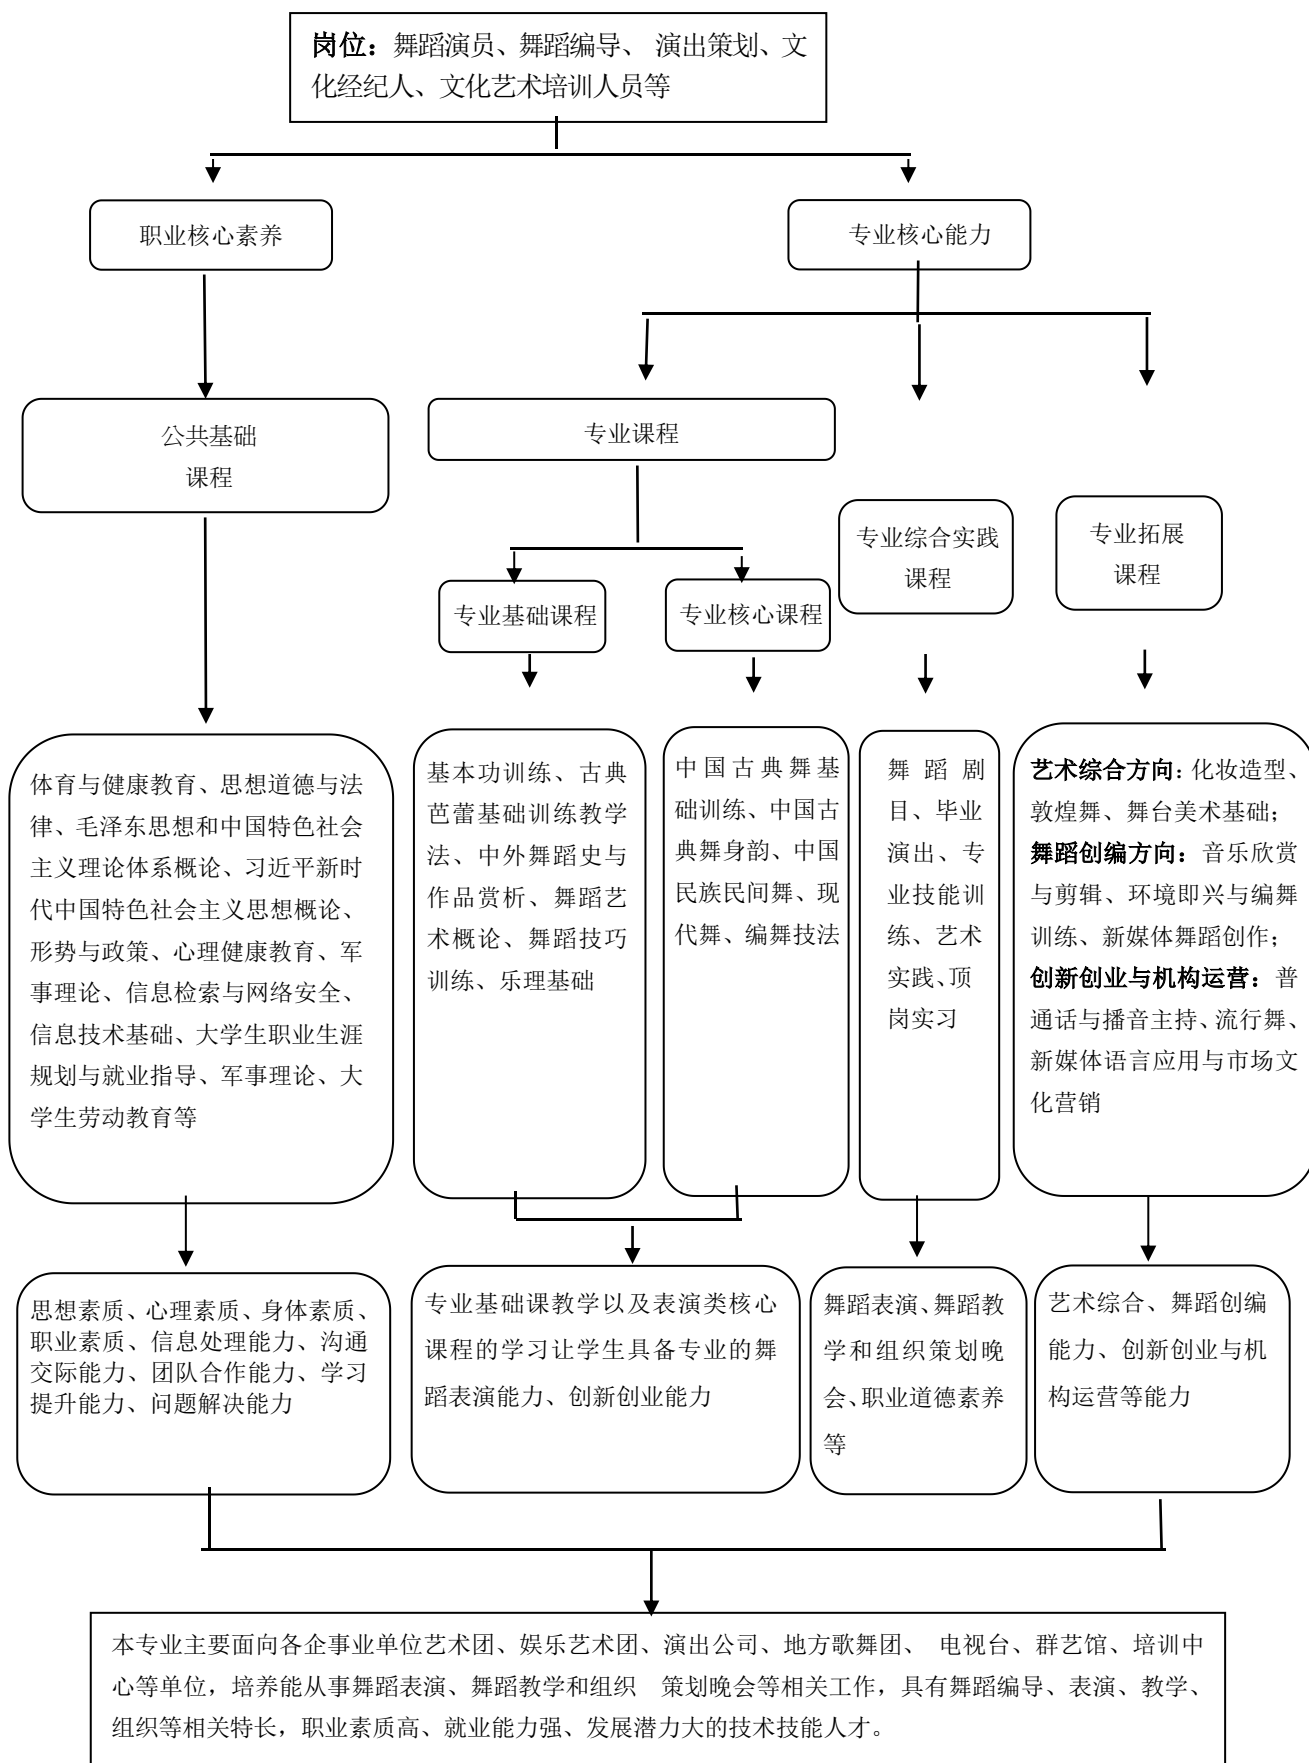 岗位：舞蹈演员、舞蹈编导、 演出策划、文
化经纪人、文化艺术培训人员等
职业核心素养
专业核心能力
公共基础
课程
专业课程
专业综合实践
课程
专业拓展
课程
专业基础课程
专业核心课程
体育与健康教育、思想道德与法
律、毛泽东思想和中国特色社会
主义理论体系概论、习近平新时
代中国特色社会主义思想概论、
形势与政策、心理健康教育、军
事理论、信息检索与网络安全、
信息技术基础、大学生职业生涯
规划与就业指导、军事理论、大
学生劳动教育等
基本功训练、古典
芭蕾基础训练教学
法、中外舞蹈史与
作品赏析、舞蹈艺
术概论、舞蹈技巧
训练、乐理基础
中国古典舞基
础训练、中国古
典舞身韵、中国
民族民间舞、现
代舞、编舞技法
舞蹈剧
目、毕业
演出、专
业技能训
练、艺术
实践、顶
岗实习
艺术综合方向：化妆造型、
敦煌舞、舞台美术基础；
舞蹈创编方向：音乐欣赏
与剪辑、环境即兴与编舞
训练、新媒体舞蹈创作；
创新创业与机构运营：普
通话与播音主持、流行舞、
新媒体语言应用与市场文
化营销
思想素质、心理素质、身体素质、
职业素质、信息处理能力、沟通
交际能力、团队合作能力、学习
提升能力、问题解决能力
专业基础课教学以及表演类核心
课程的学习让学生具备专业的舞
蹈表演能力、创新创业能力
舞蹈表演、舞蹈教
学和组织策划晚
会、职业道德素养
等
艺术综合、舞蹈创编
能力、创新创业与机
构运营等能力
本专业主要面向各企事业单位艺术团、娱乐艺术团、演出公司、地方歌舞团、 电视台、群艺馆、培训中
心等单位，培养能从事舞蹈表演、舞蹈教学和组织 策划晚会等相关工作，具有舞蹈编导、表演、教学、
组织等相关特长，职业素质高、就业能力强、发展潜力大的技术技能人才。